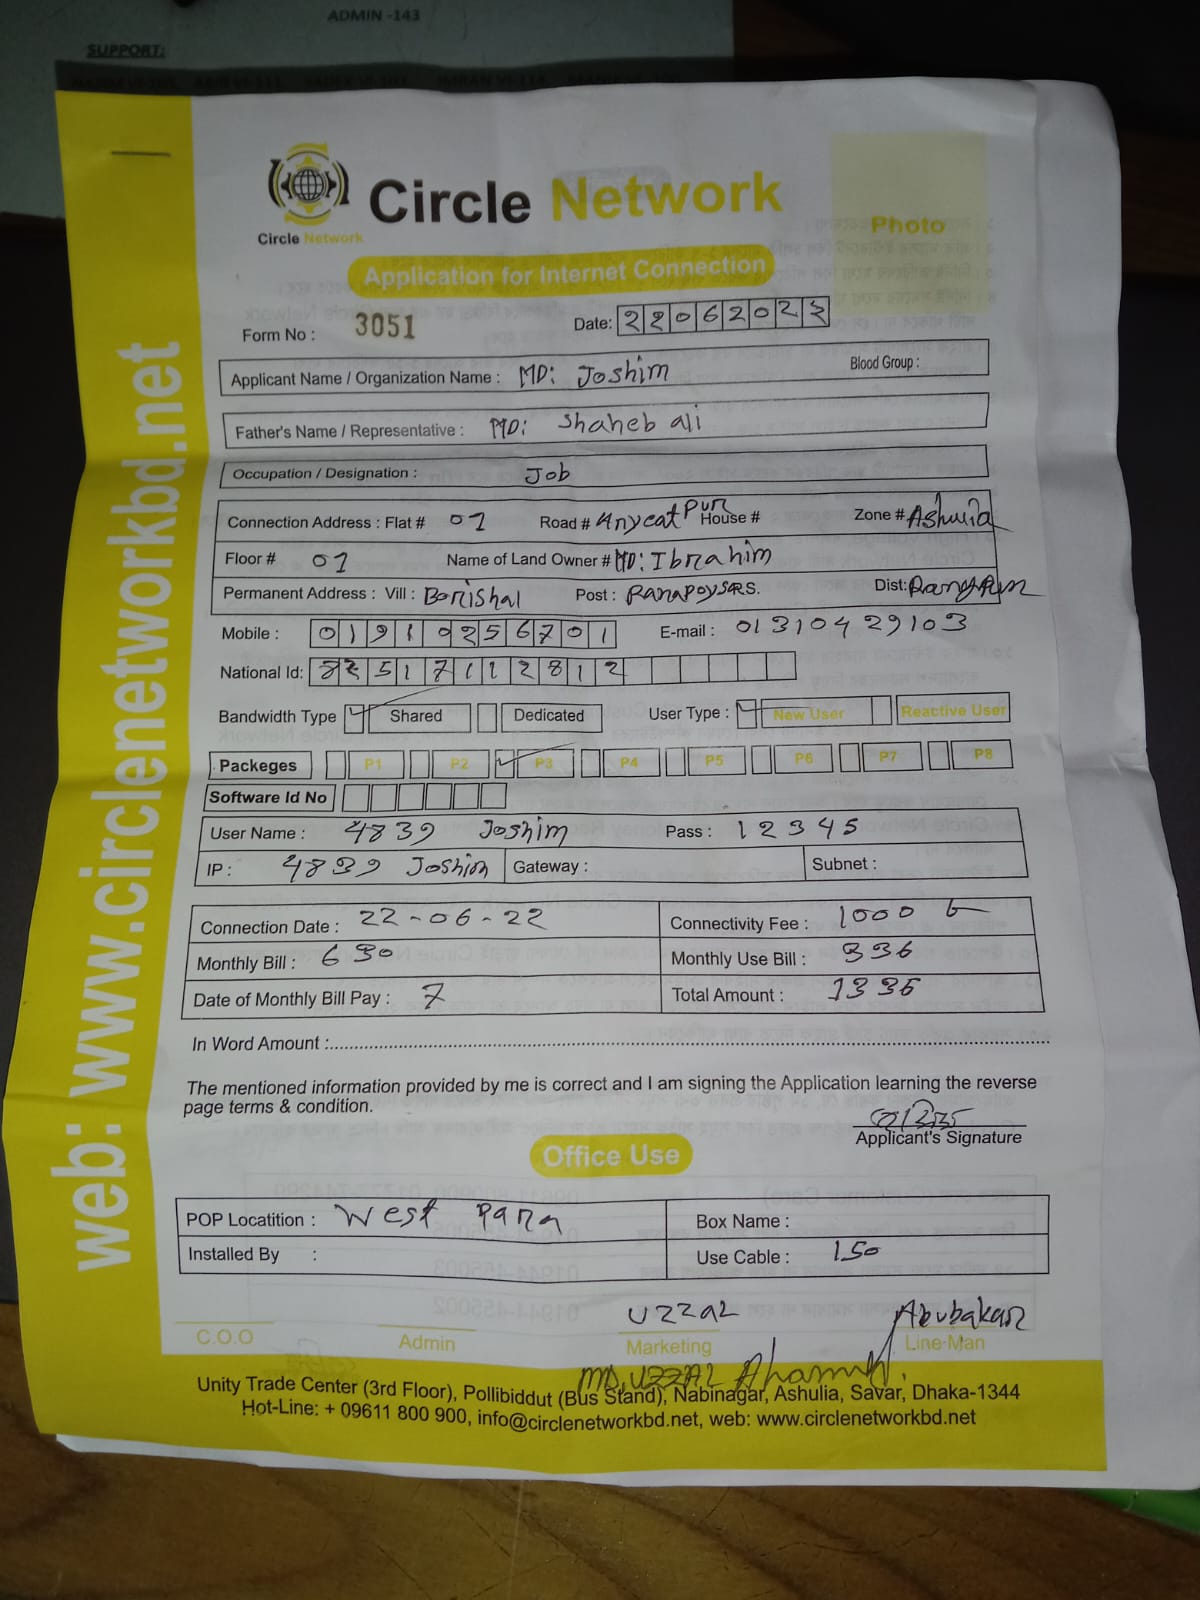 ADMIN -143
SUPPORT:
web: www.circlenetworkbd.net
Circle Network
Circle Network
Photo
Application for Internet Connection
Form No : 3051 Date: 22062022
Applicant Name / Organization Name : MD: Joshim Blood Group :
Father's Name / Representative : MD: Shaheb ali
Occupation / Designation : Job
Connection Address : Flat # 01 Road # Anycat Pur House # Zone # Ashulia
Floor # 01 Name of Land Owner # MD: Ibrahim
Permanent Address : Vill : Borishal Post : Dist: Rangpur
Mobile : 01910256701 E-mail : 01310429103
National Id:
Bandwidth Type Shared Dedicated User Type : New User Reactive User
Packeges P1 P2 P3 P4 P5 P6 P7 P8
Software Id No
User Name : 4839 Joshim Pass : 12345
IP : 4839 Joshim Gateway : Subnet :
Connection Date : 22-06-22 Connectivity Fee : 1000
Monthly Bill : 630 Monthly Use Bill : 336
Date of Monthly Bill Pay : 7 Total Amount : 1336
In Word Amount :
The mentioned information provided by me is correct and I am signing the Application learning the reverse
page terms & condition.
Applicant's Signature
Office Use
POP Locatition : West para Box Name :
Installed By : Use Cable : 150
UZZAL Abubakar
C.O.O Admin Marketing Line-Man
MD. UZZAL Ahamed
Unity Trade Center (3rd Floor), Pollibiddut (Bus Stand), Nabinagar, Ashulia, Savar, Dhaka-1344
Hot-Line: + 09611 800 900, info@circlenetworkbd.net, web: www.circlenetworkbd.net